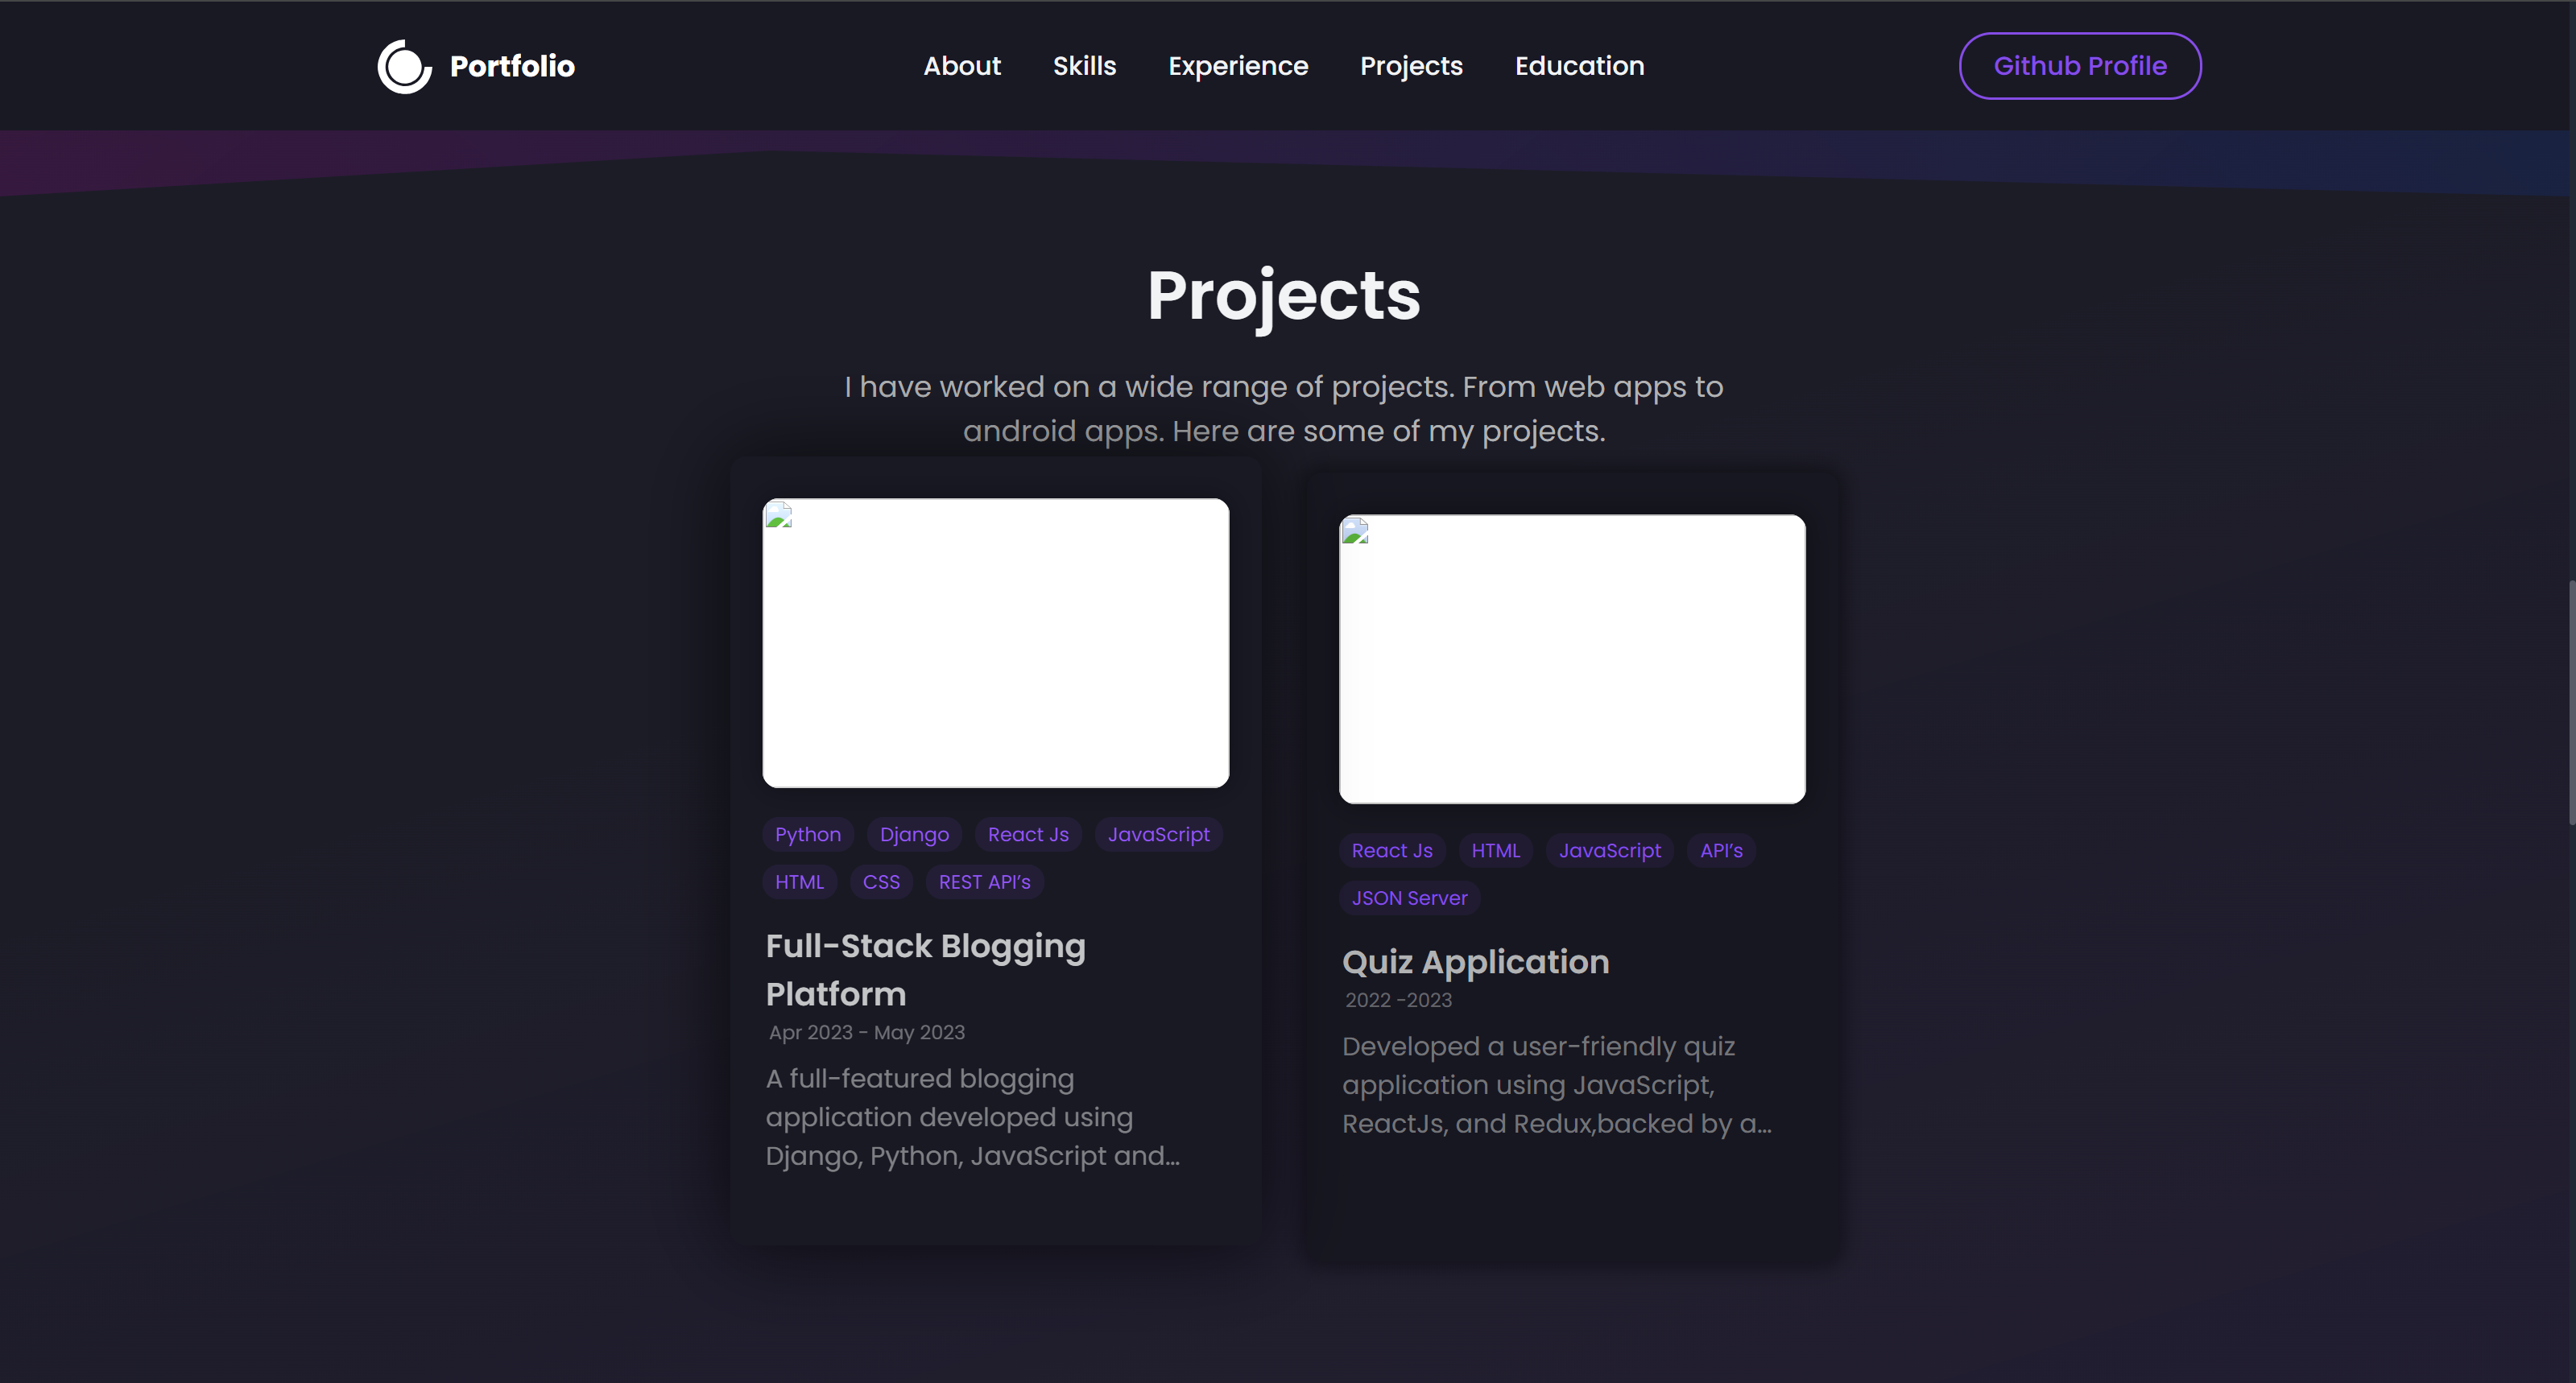 Portfolio
About
Skills
Experience
Projects
Education
Github Profile
Projects
I have worked on a wide range of projects. From web apps to
android apps. Here are some of my projects.
Python
Django
React Js
JavaScript
HTML
CSS
REST API’s
Full-Stack Blogging
Platform
Apr 2023 - May 2023
A full-featured blogging
application developed using
Django, Python, JavaScript and...
React Js
HTML
JavaScript
API’s
JSON Server
Quiz Application
2022 -2023
Developed a user-friendly quiz
application using JavaScript,
ReactJs, and Redux,backed by a...